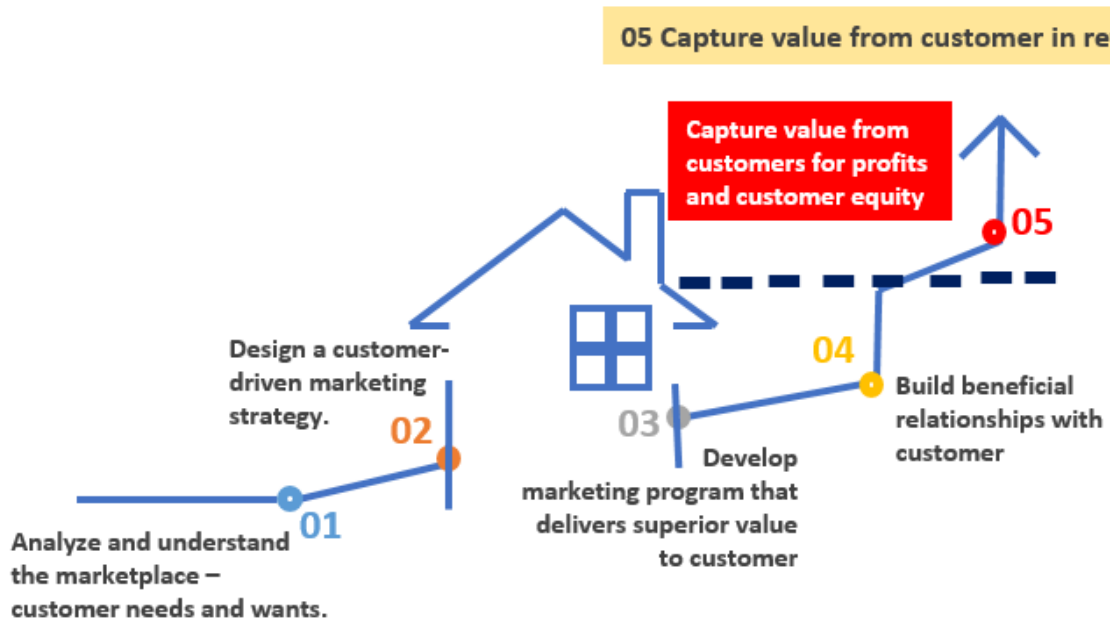 05 Capture value from customer in re
Capture value from
customers for profits
and customer equity
05
Design a customer-
driven marketing
strategy.
02
04
Build beneficial
relationships with
customer
03
Develop
marketing program that
delivers superior value
to customer
01
Analyze and understand
the marketplace –
customer needs and wants.